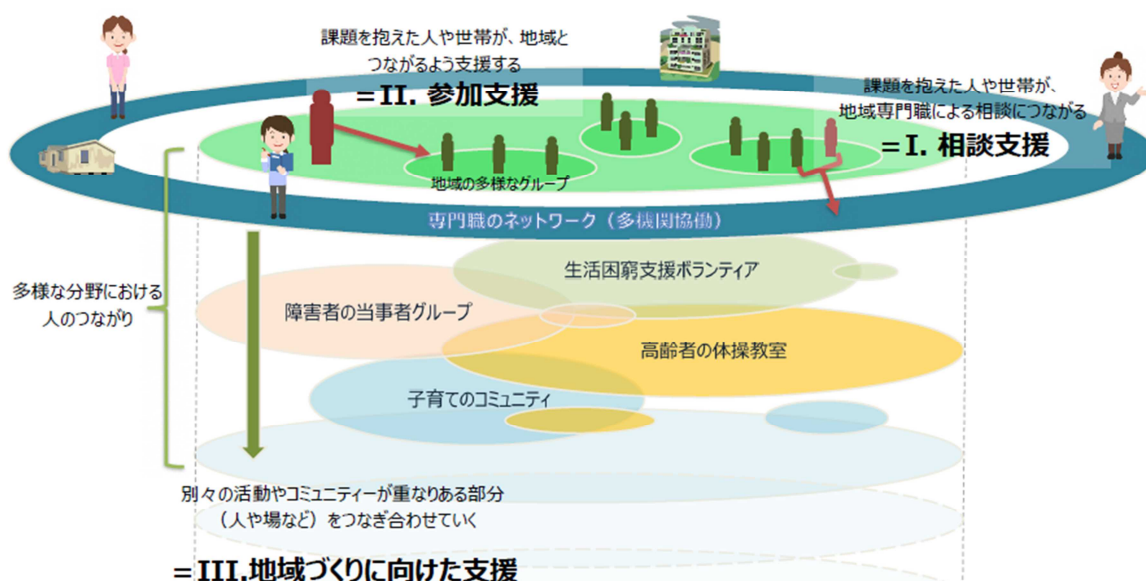 課題を抱えた人や世帯が、地域と
つながるよう支援する
=II. 参加支援
課題を抱えた人や世帯が、
地域専門職による相談につながる
=I. 相談支援
地域の多様なグループ
専門職のネットワーク（多機関協働）
多様な分野における
人のつながり
生活困窮支援ボランティア
障害者の当事者グループ
高齢者の体操教室
子育てのコミュニティ
別々の活動やコミュニティーが重なりある部分
（人や場など）をつなぎ合わせていく
=III.地域づくりに向けた支援